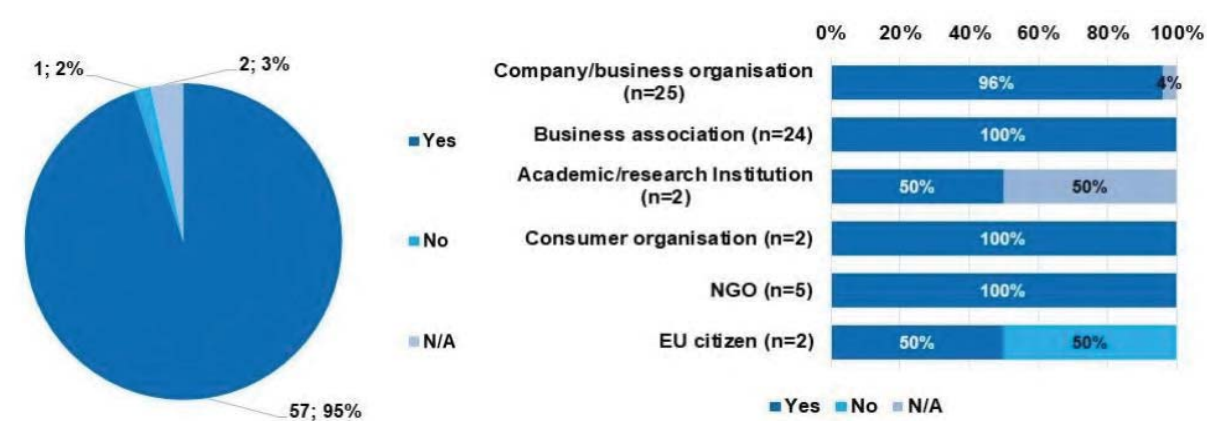 1; 2%
2; 3%
57; 95%
Yes
No
N/A
0% 20% 40% 60% 80% 100%
Company/business organisation
(n=25)
96% 4%
Business association (n=24)
100%
Academic/research Institution
(n=2)
50% 50%
Consumer organisation (n=2)
100%
NGO (n=5)
100%
EU citizen (n=2)
50% 50%
Yes No N/A